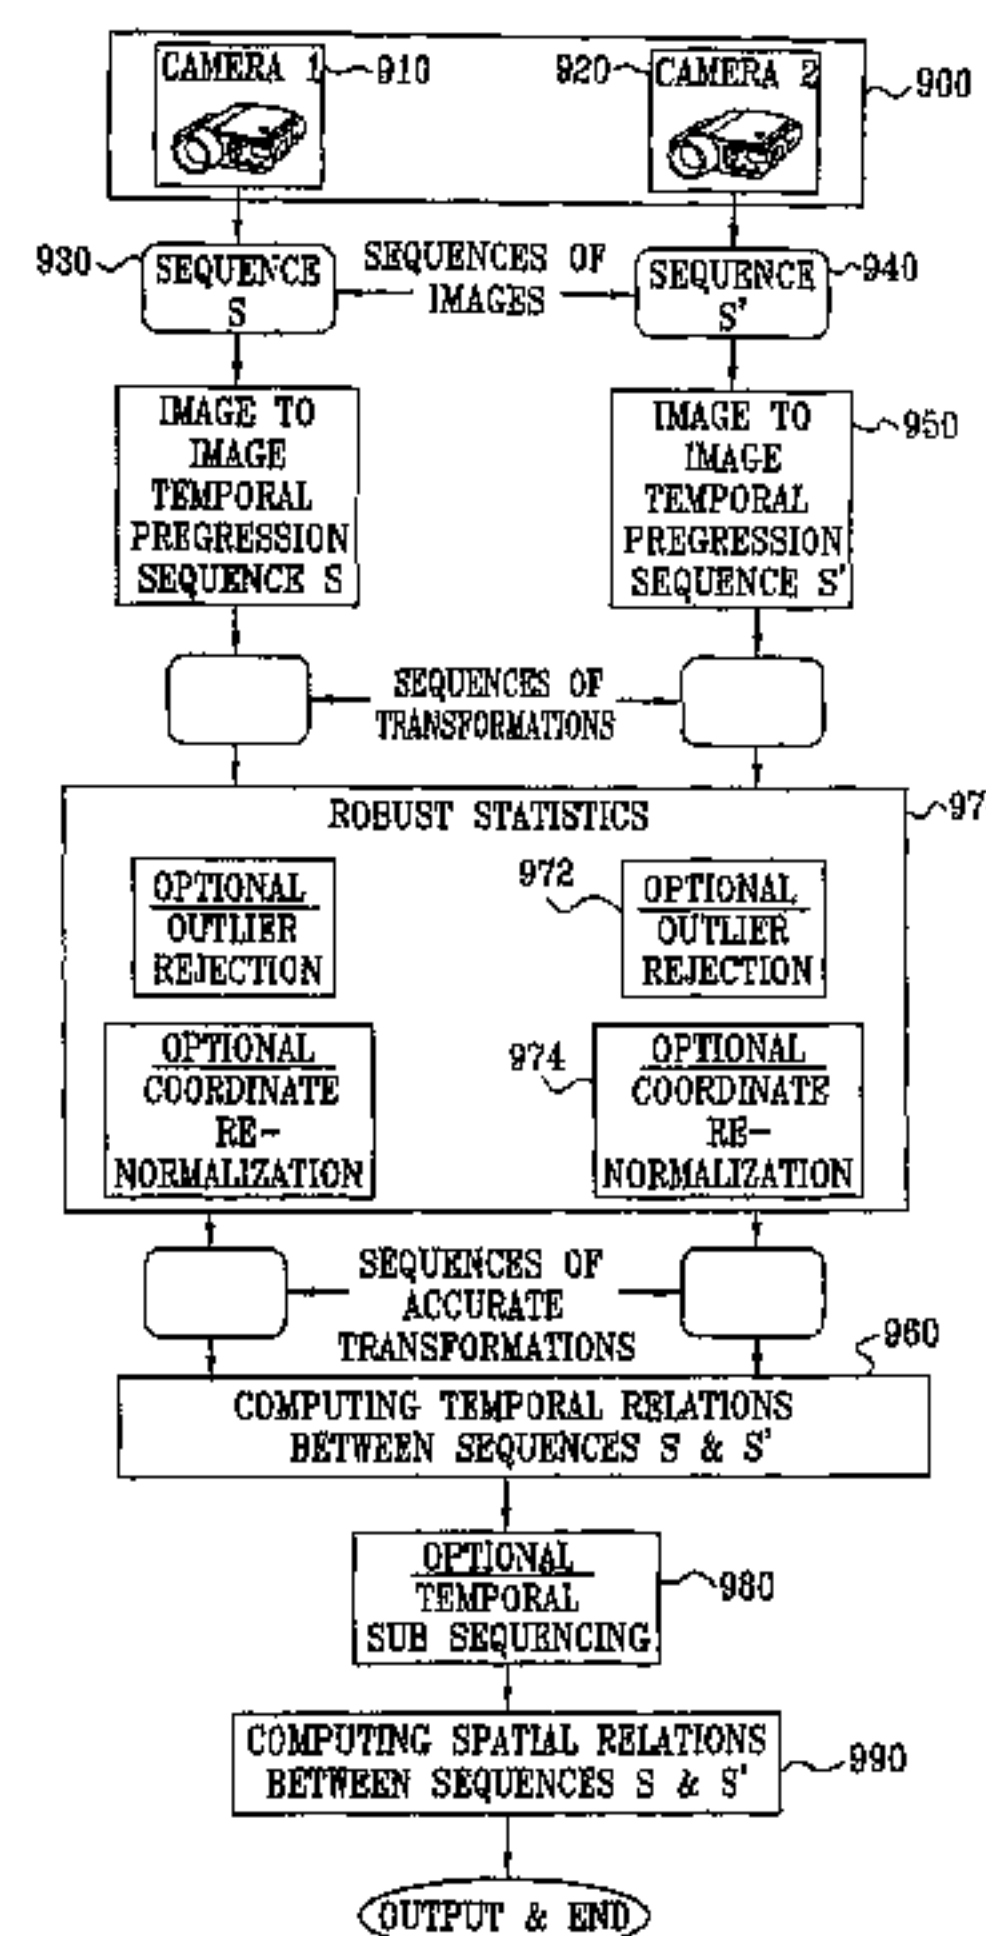 CAMERA 1
910
920
CAMERA 2
900
930
SEQUENCE
S
SEQUENCES OF
IMAGES
SEQUENCE
S'
940
IMAGE TO
IMAGE
TEMPORAL
PREGRESSION
SEQUENCE S
IMAGE TO
IMAGE
TEMPORAL
PREGRESSION
SEQUENCE S'
950
SEQUENCES OF
TRANSFORMATIONS
ROBUST STATISTICS
97
OPTIONAL
OUTLIER
REJECTION
972
OPTIONAL
OUTLIER
REJECTION
OPTIONAL
COORDINATE
RE-
NORMALIZATION
974
OPTIONAL
COORDINATE
RE-
NORMALIZATION
SEQUENCES OF
ACCURATE
TRANSFORMATIONS
960
COMPUTING TEMPORAL RELATIONS
BETWEEN SEQUENCES S & S'
OPTIONAL
TEMPORAL
SUB SEQUENCING
980
COMPUTING SPATIAL RELATIONS
BETWEEN SEQUENCES S & S'
990
OUTPUT & END